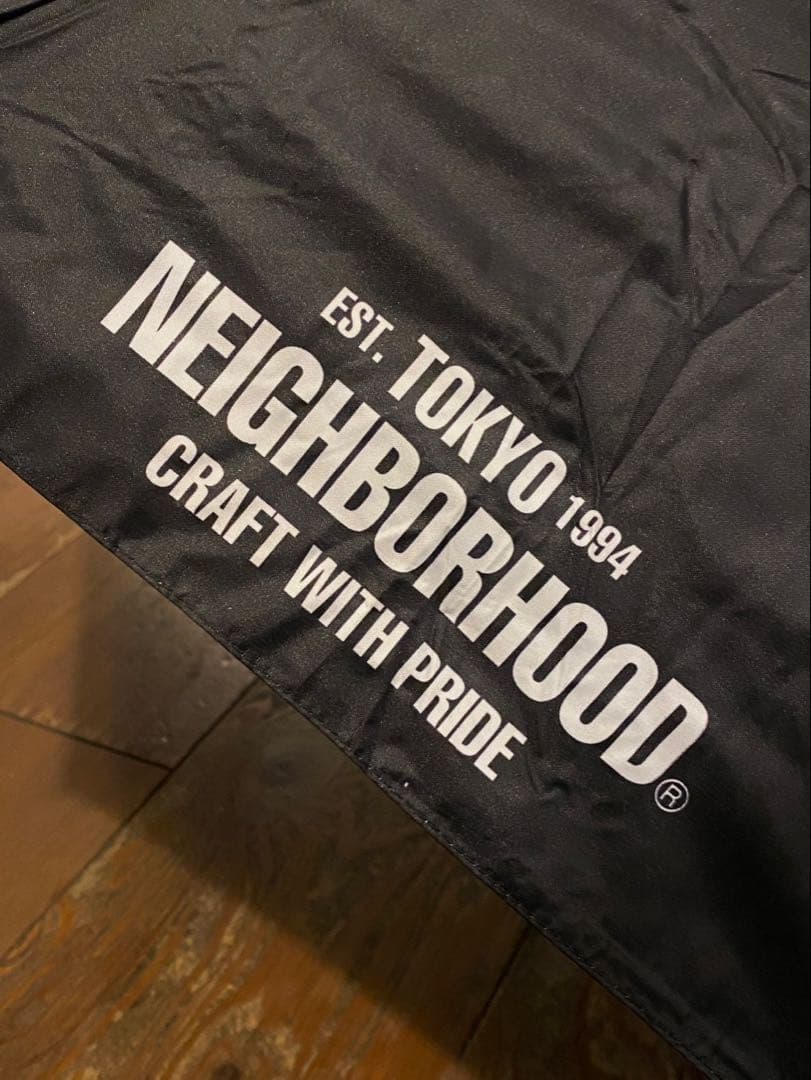 EST. TOKYO 1994
NEIGHBORHOOD®
CRAFT WITH PRIDE